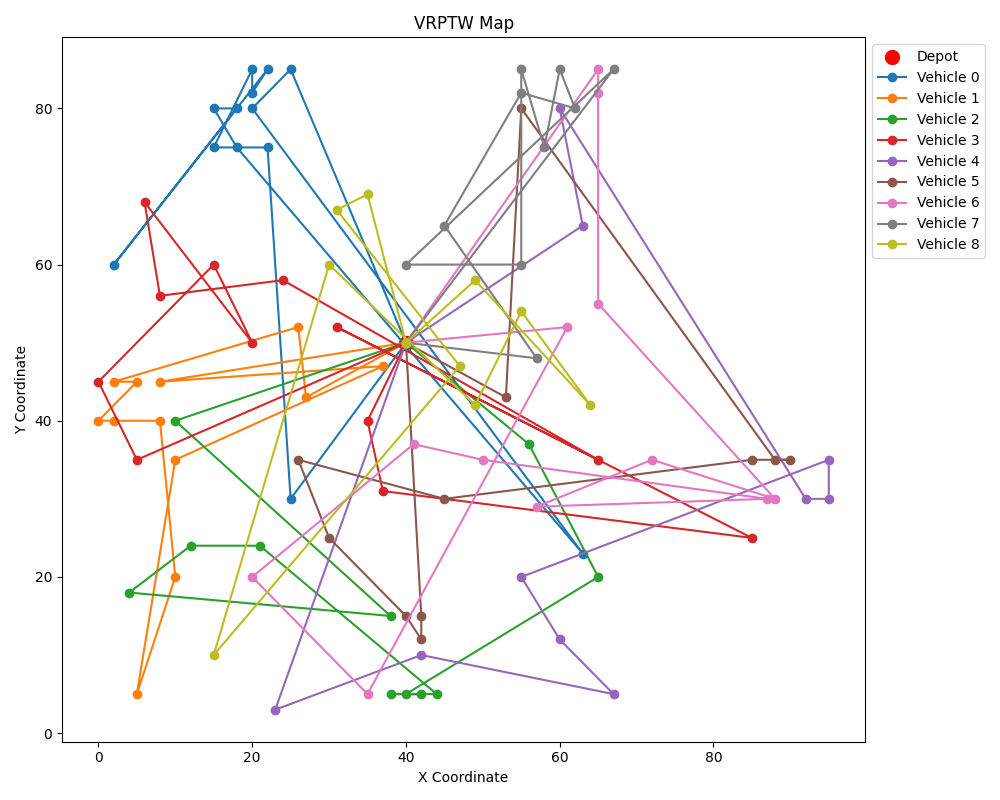 VRPTW Map
Depot
Vehicle 0
Vehicle 1
Vehicle 2
Vehicle 3
Vehicle 4
Vehicle 5
Vehicle 6
Vehicle 7
Vehicle 8
Y Coordinate
80
60
40
20
0
0 20 40 60 80
X Coordinate